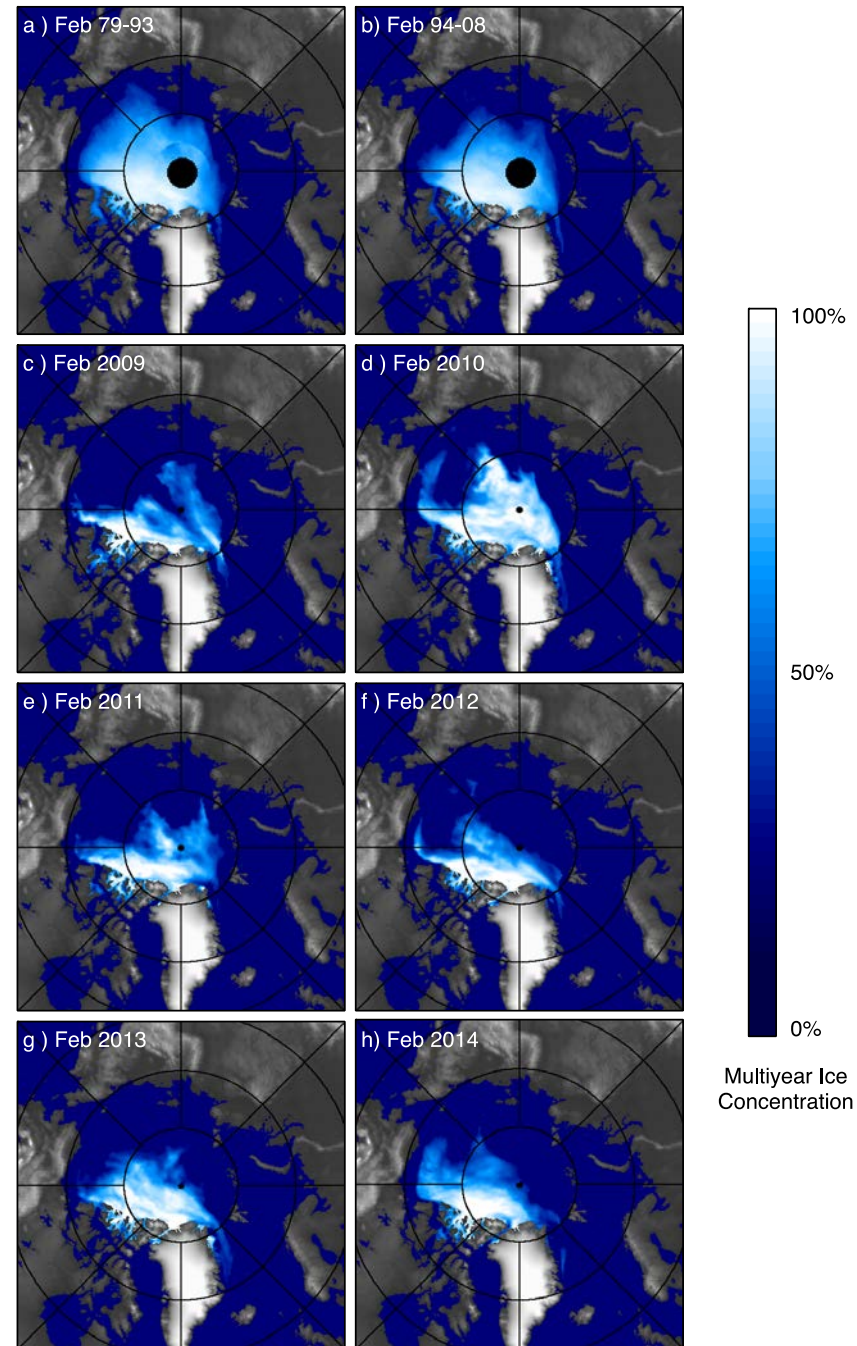 a ) Feb 79-93
b) Feb 94-08
c ) Feb 2009
d ) Feb 2010
e ) Feb 2011
f ) Feb 2012
g ) Feb 2013
h) Feb 2014
100%
50%
0%
Multiyear Ice
Concentration